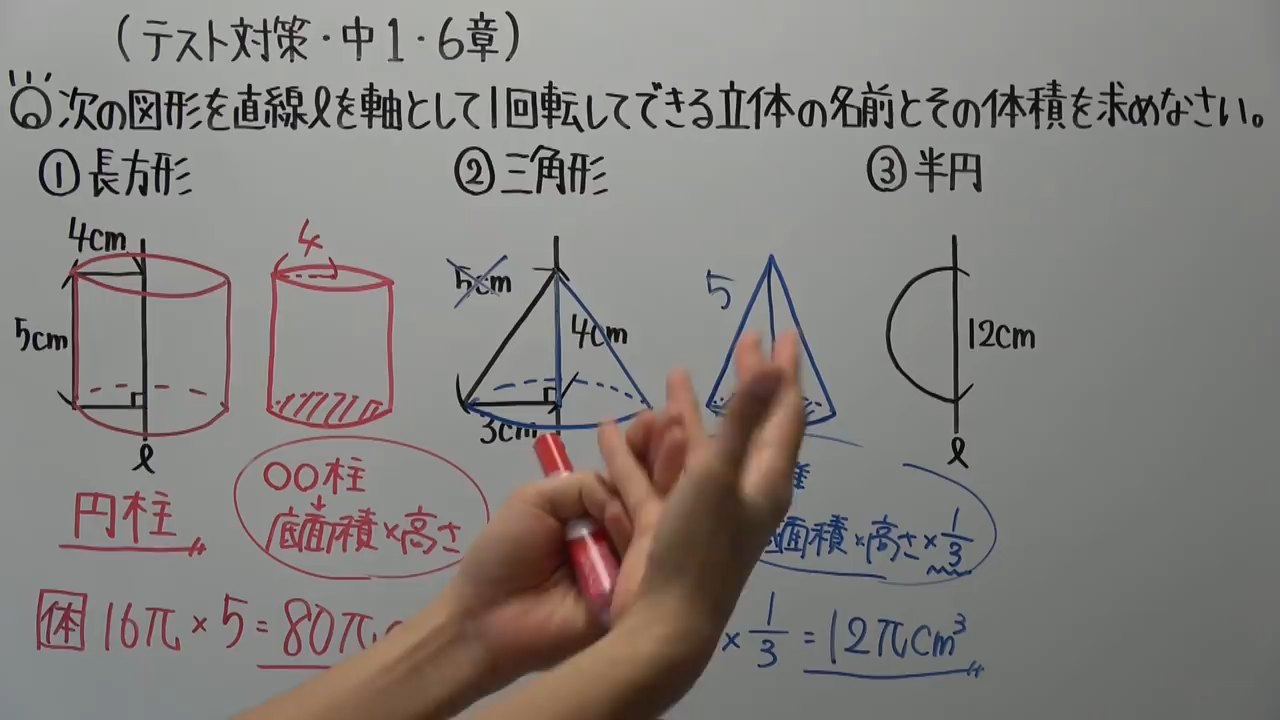 (テスト対策・中1・6章)
Q次の図形を直線ℓを軸として1回転してできる立体の名前とその体積を求めなさい。
①長方形
②三角形
③半円
4cm
5cm
ℓ
4
円柱
〇〇柱
底面積×高さ
体 16π×5=80π
5cm
4cm
3cm
5
錐
面積×高さ×1/3
×1/3=12πcm³
12cm
ℓ